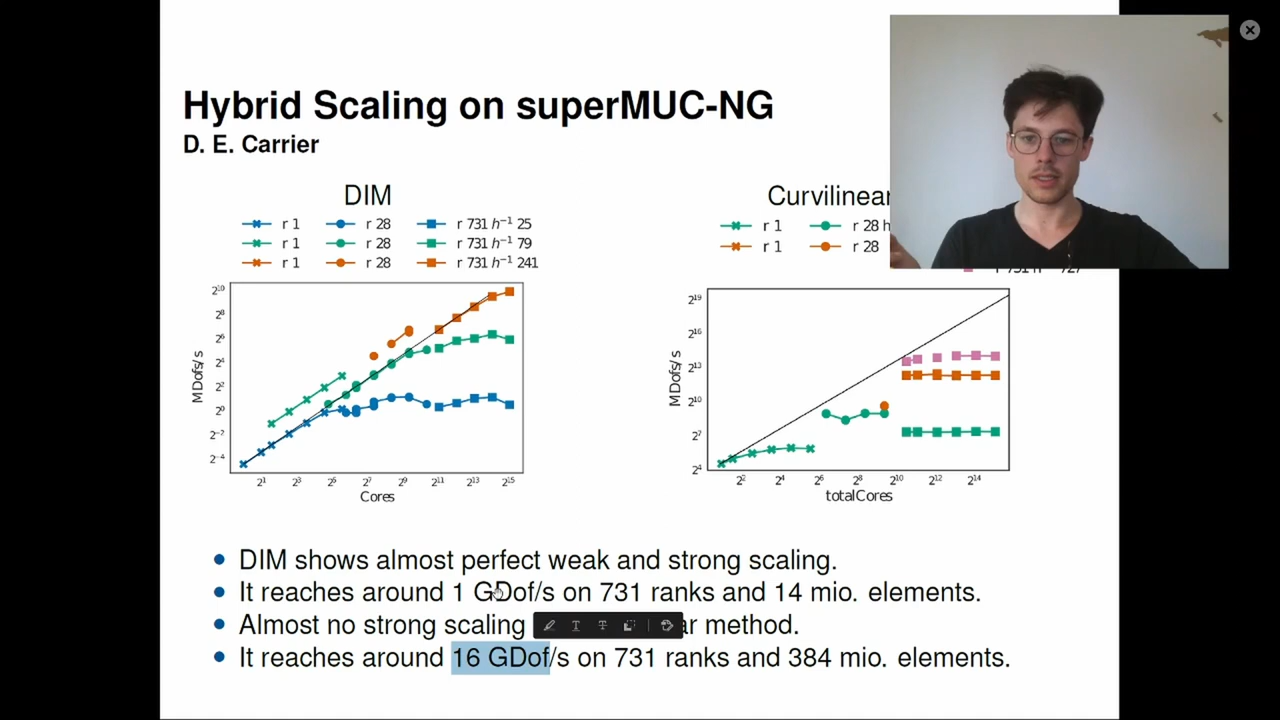 Hybrid Scaling on superMUC-NG
D. E. Carrier
DIM
r 1 r 28 r 731 h⁻¹ 25
r 1 r 28 r 731 h⁻¹ 79
r 1 r 28 r 731 h⁻¹ 241
MDofs/s
2¹⁰
2⁸
2⁶
2⁴
2²
2⁰
2⁻²
2⁻⁴
2¹ 2³ 2⁵ 2⁷ 2⁹ 2¹¹ 2¹³ 2¹⁵
Cores
Curvilinear
r 1 r 28 h
r 1 r 28
MDofs/s
2¹⁹
2¹⁶
2¹³
2¹⁰
2⁷
2⁴
2² 2⁴ 2⁶ 2⁸ 2¹⁰ 2¹² 2¹⁴
totalCores
DIM shows almost perfect weak and strong scaling.
It reaches around 1 GDof/s on 731 ranks and 14 mio. elements.
Almost no strong scaling method.
It reaches around 16 GDof/s on 731 ranks and 384 mio. elements.